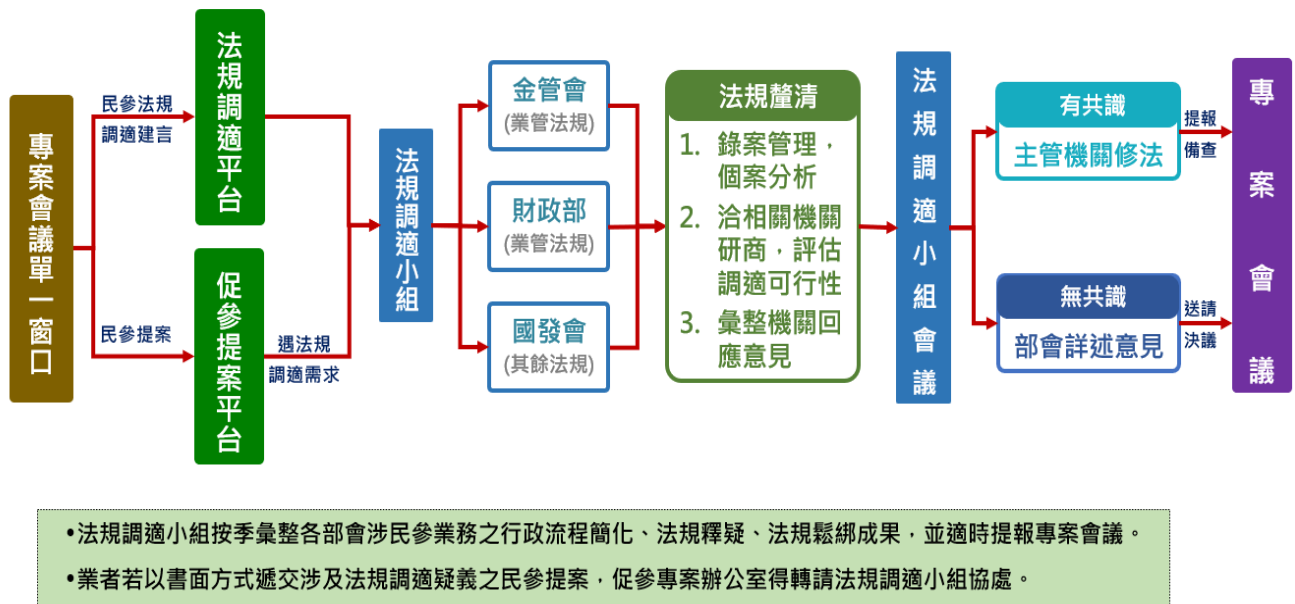 專案會議單一窗口
民參法規
調適建言
民參提案
法規調適平台
促參提案平台
遇法規
調適需求
法規調適小組
金管會
(業管法規)
財政部
(業管法規)
國發會
(其餘法規)
法規釐清
1. 錄案管理，
個案分析
2. 洽相關機關
研商，評估
調適可行性
3. 彙整機關回
應意見
法規調適小組會議
有共識
主管機關修法
無共識
部會詳述意見
提報
備查
送請
決議
專案會議
•法規調適小組按季彙整各部會涉民參業務之行政流程簡化、法規釋疑、法規鬆綁成果，並適時提報專案會議。
•業者若以書面方式遞交涉及法規調適疑義之民參提案，促參專案辦公室得轉請法規調適小組協處。